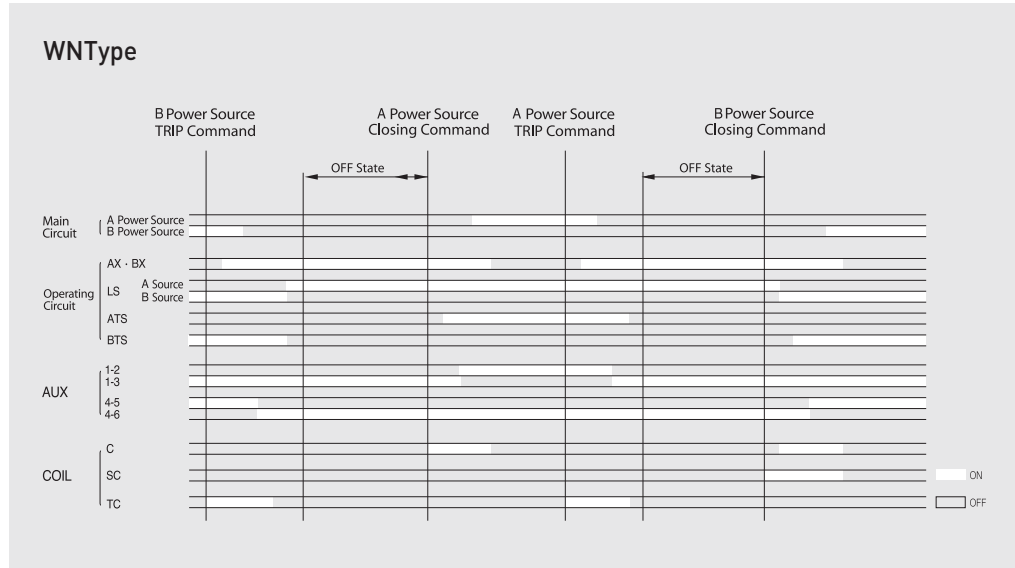 WNType
B Power Source
TRIP Command
A Power Source
Closing Command
A Power Source
TRIP Command
B Power Source
Closing Command
OFF State
OFF State
Main
Circuit
A Power Source
B Power Source
Operating
Circuit
AX · BX
LS
A Source
B Source
ATS
BTS
AUX
1-2
1-3
4-5
4-6
COIL
C
SC
TC
ON
OFF